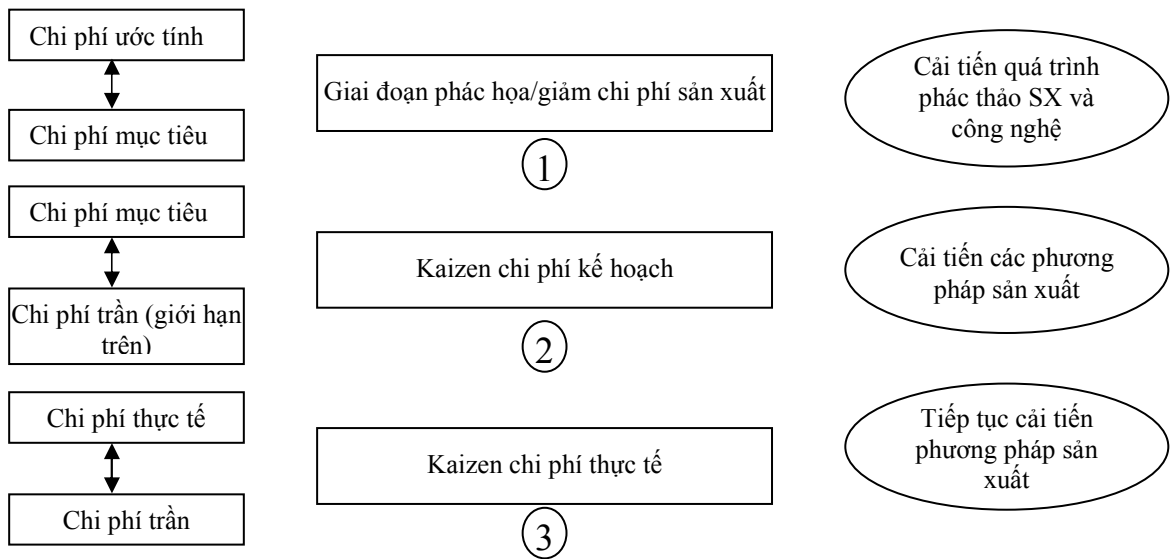 Chi phí ước tính
Chi phí mục tiêu
Giai đoạn phác họa/giảm chi phí sản xuất
1
Cải tiến quá trình
phác thảo SX và
công nghệ
Chi phí mục tiêu
Chi phí trần (giới hạn
trên)
Kaizen chi phí kế hoạch
2
Cải tiến các phương
pháp sản xuất
Chi phí thực tế
Chi phí trần
Kaizen chi phí thực tế
3
Tiếp tục cải tiến
phương pháp sản
xuất